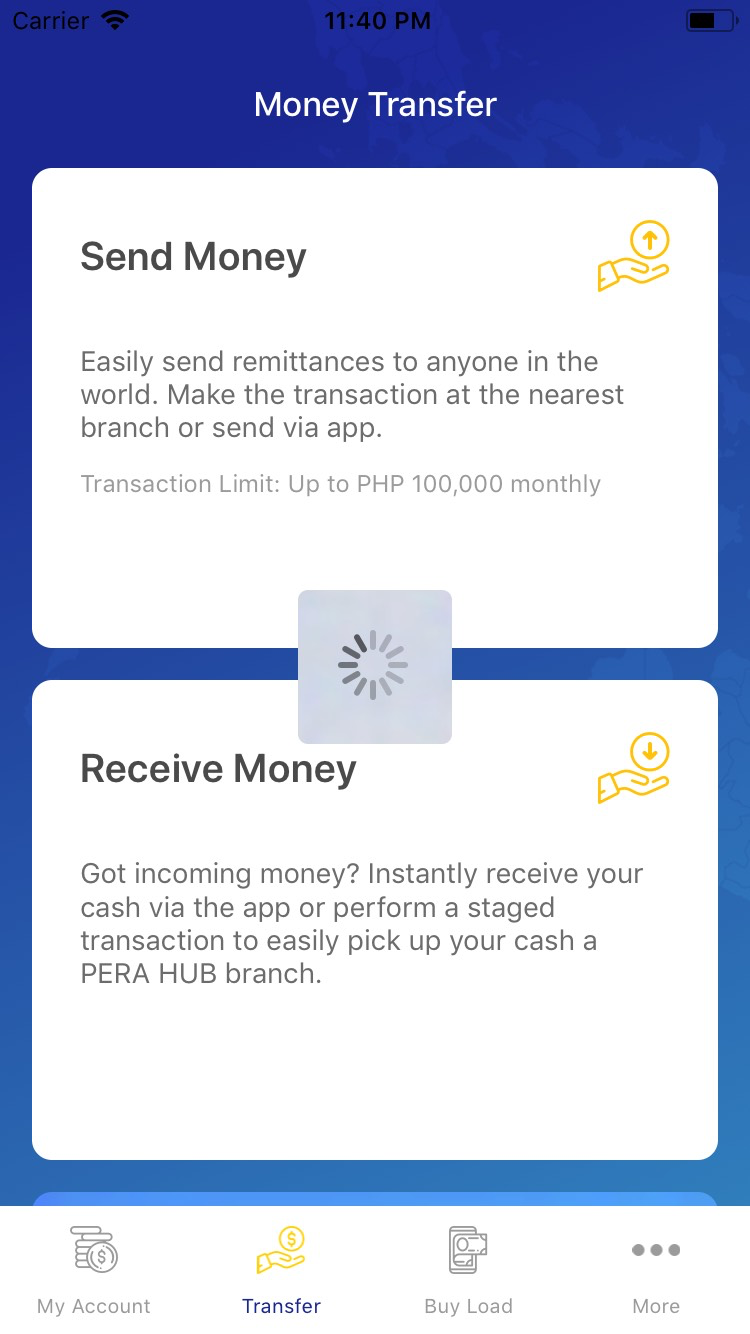 Carrier 11:40 PM
Money Transfer
Send Money
Easily send remittances to anyone in the
world. Make the transaction at the nearest
branch or send via app.
Transaction Limit: Up to PHP 100,000 monthly
Receive Money
Got incoming money? Instantly receive your
cash via the app or perform a staged
transaction to easily pick up your cash a
PERA HUB branch.
My Account Transfer Buy Load More